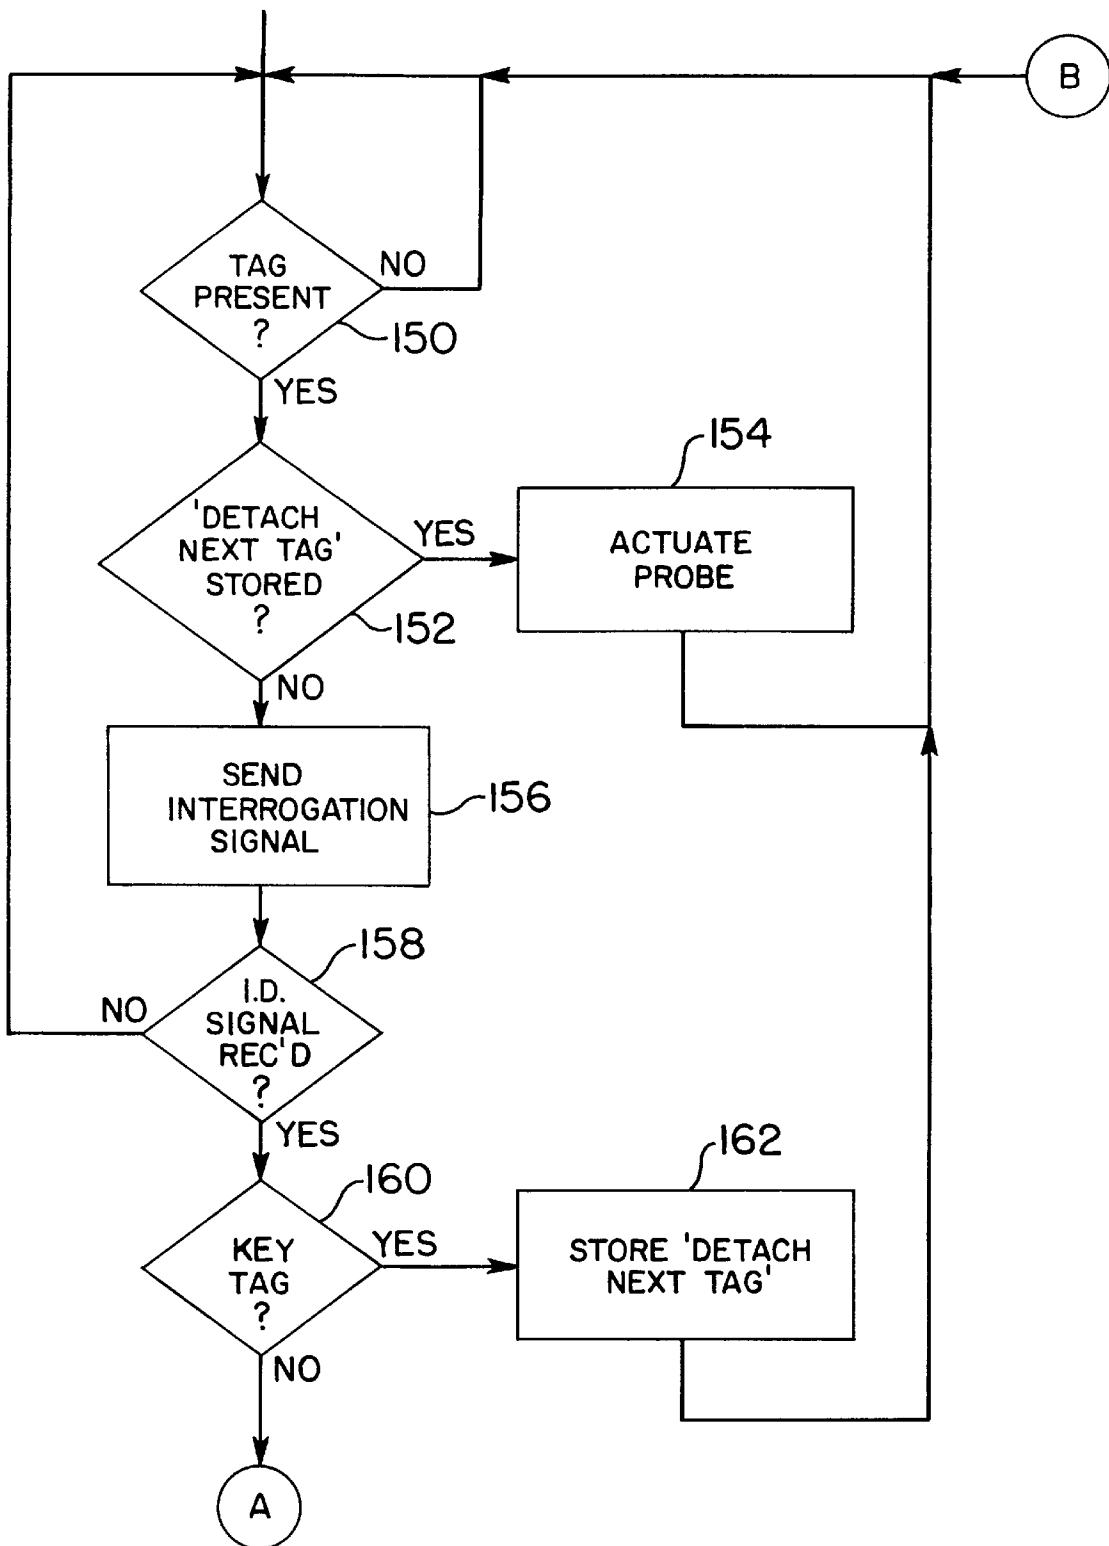 B
TAG
PRESENT
?
NO
150
YES
'DETACH
NEXT TAG'
STORED
?
YES
152
NO
154
ACTUATE
PROBE
SEND
INTERROGATION
SIGNAL
156
158
I.D.
SIGNAL
REC'D
?
NO
YES
160
KEY
TAG
?
YES
NO
162
STORE 'DETACH
NEXT TAG'
A